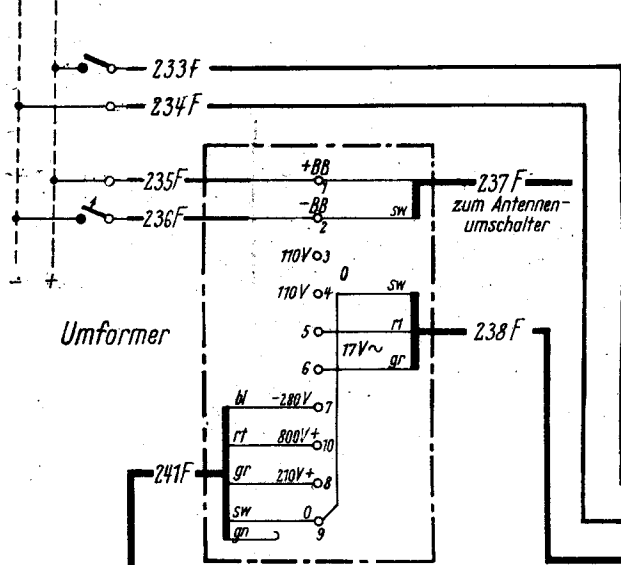 233F
234F
+BB
235F
1
237F
-BB
236F
sw
2
zum Antennen-
umschalter
110V 3
0
- +
110V 4
sw
Umformer
5
rt
238F
17V~
6
gr
bl
-280V
7
rt
800V+
10
241F
gr
210V+
8
sw
0
9
gn